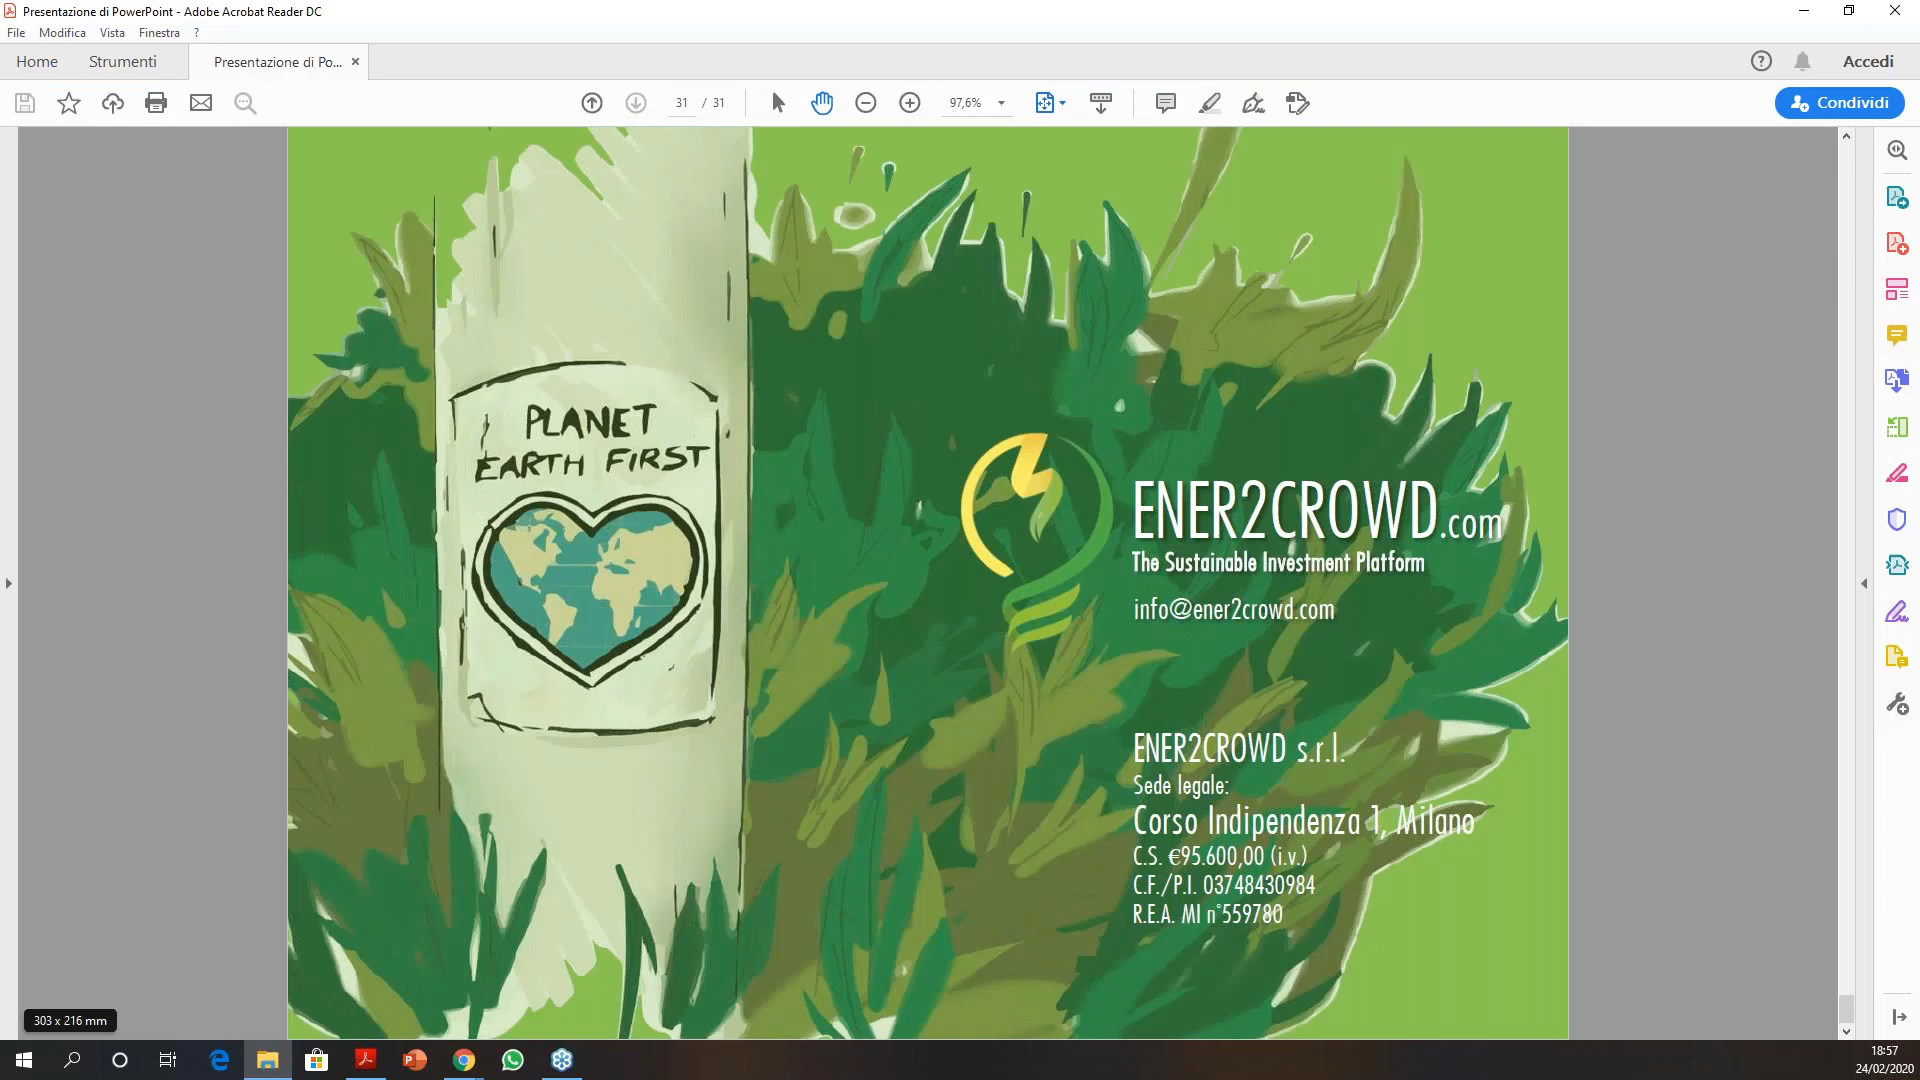 Presentazione di PowerPoint - Adobe Acrobat Reader DC
File Modifica Vista Finestra ?
Home Strumenti Presentazione di Po... ×
Accedi
31 / 31
97,6%
Condividi
PLANET
EARTH FIRST
ENER2CROWD.com
The Sustainable Investment Platform
info@ener2crowd.com
ENER2CROWD s.r.l.
Sede legale:
Corso Indipendenza 1, Milano
C.S. €95.600,00 (i.v.)
C.F./P.I. 03748430984
R.E.A. MI n°559780
303 x 216 mm
18:57
24/02/2020